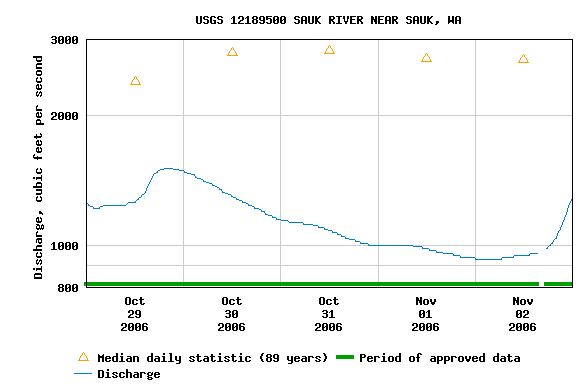 USGS 12189500 SAUK RIVER NEAR SAUK, WA
Discharge, cubic feet per second
3000
2000
1000
800
Oct 29 2006
Oct 30 2006
Oct 31 2006
Nov 01 2006
Nov 02 2006
Median daily statistic (89 years)
Period of approved data
Discharge